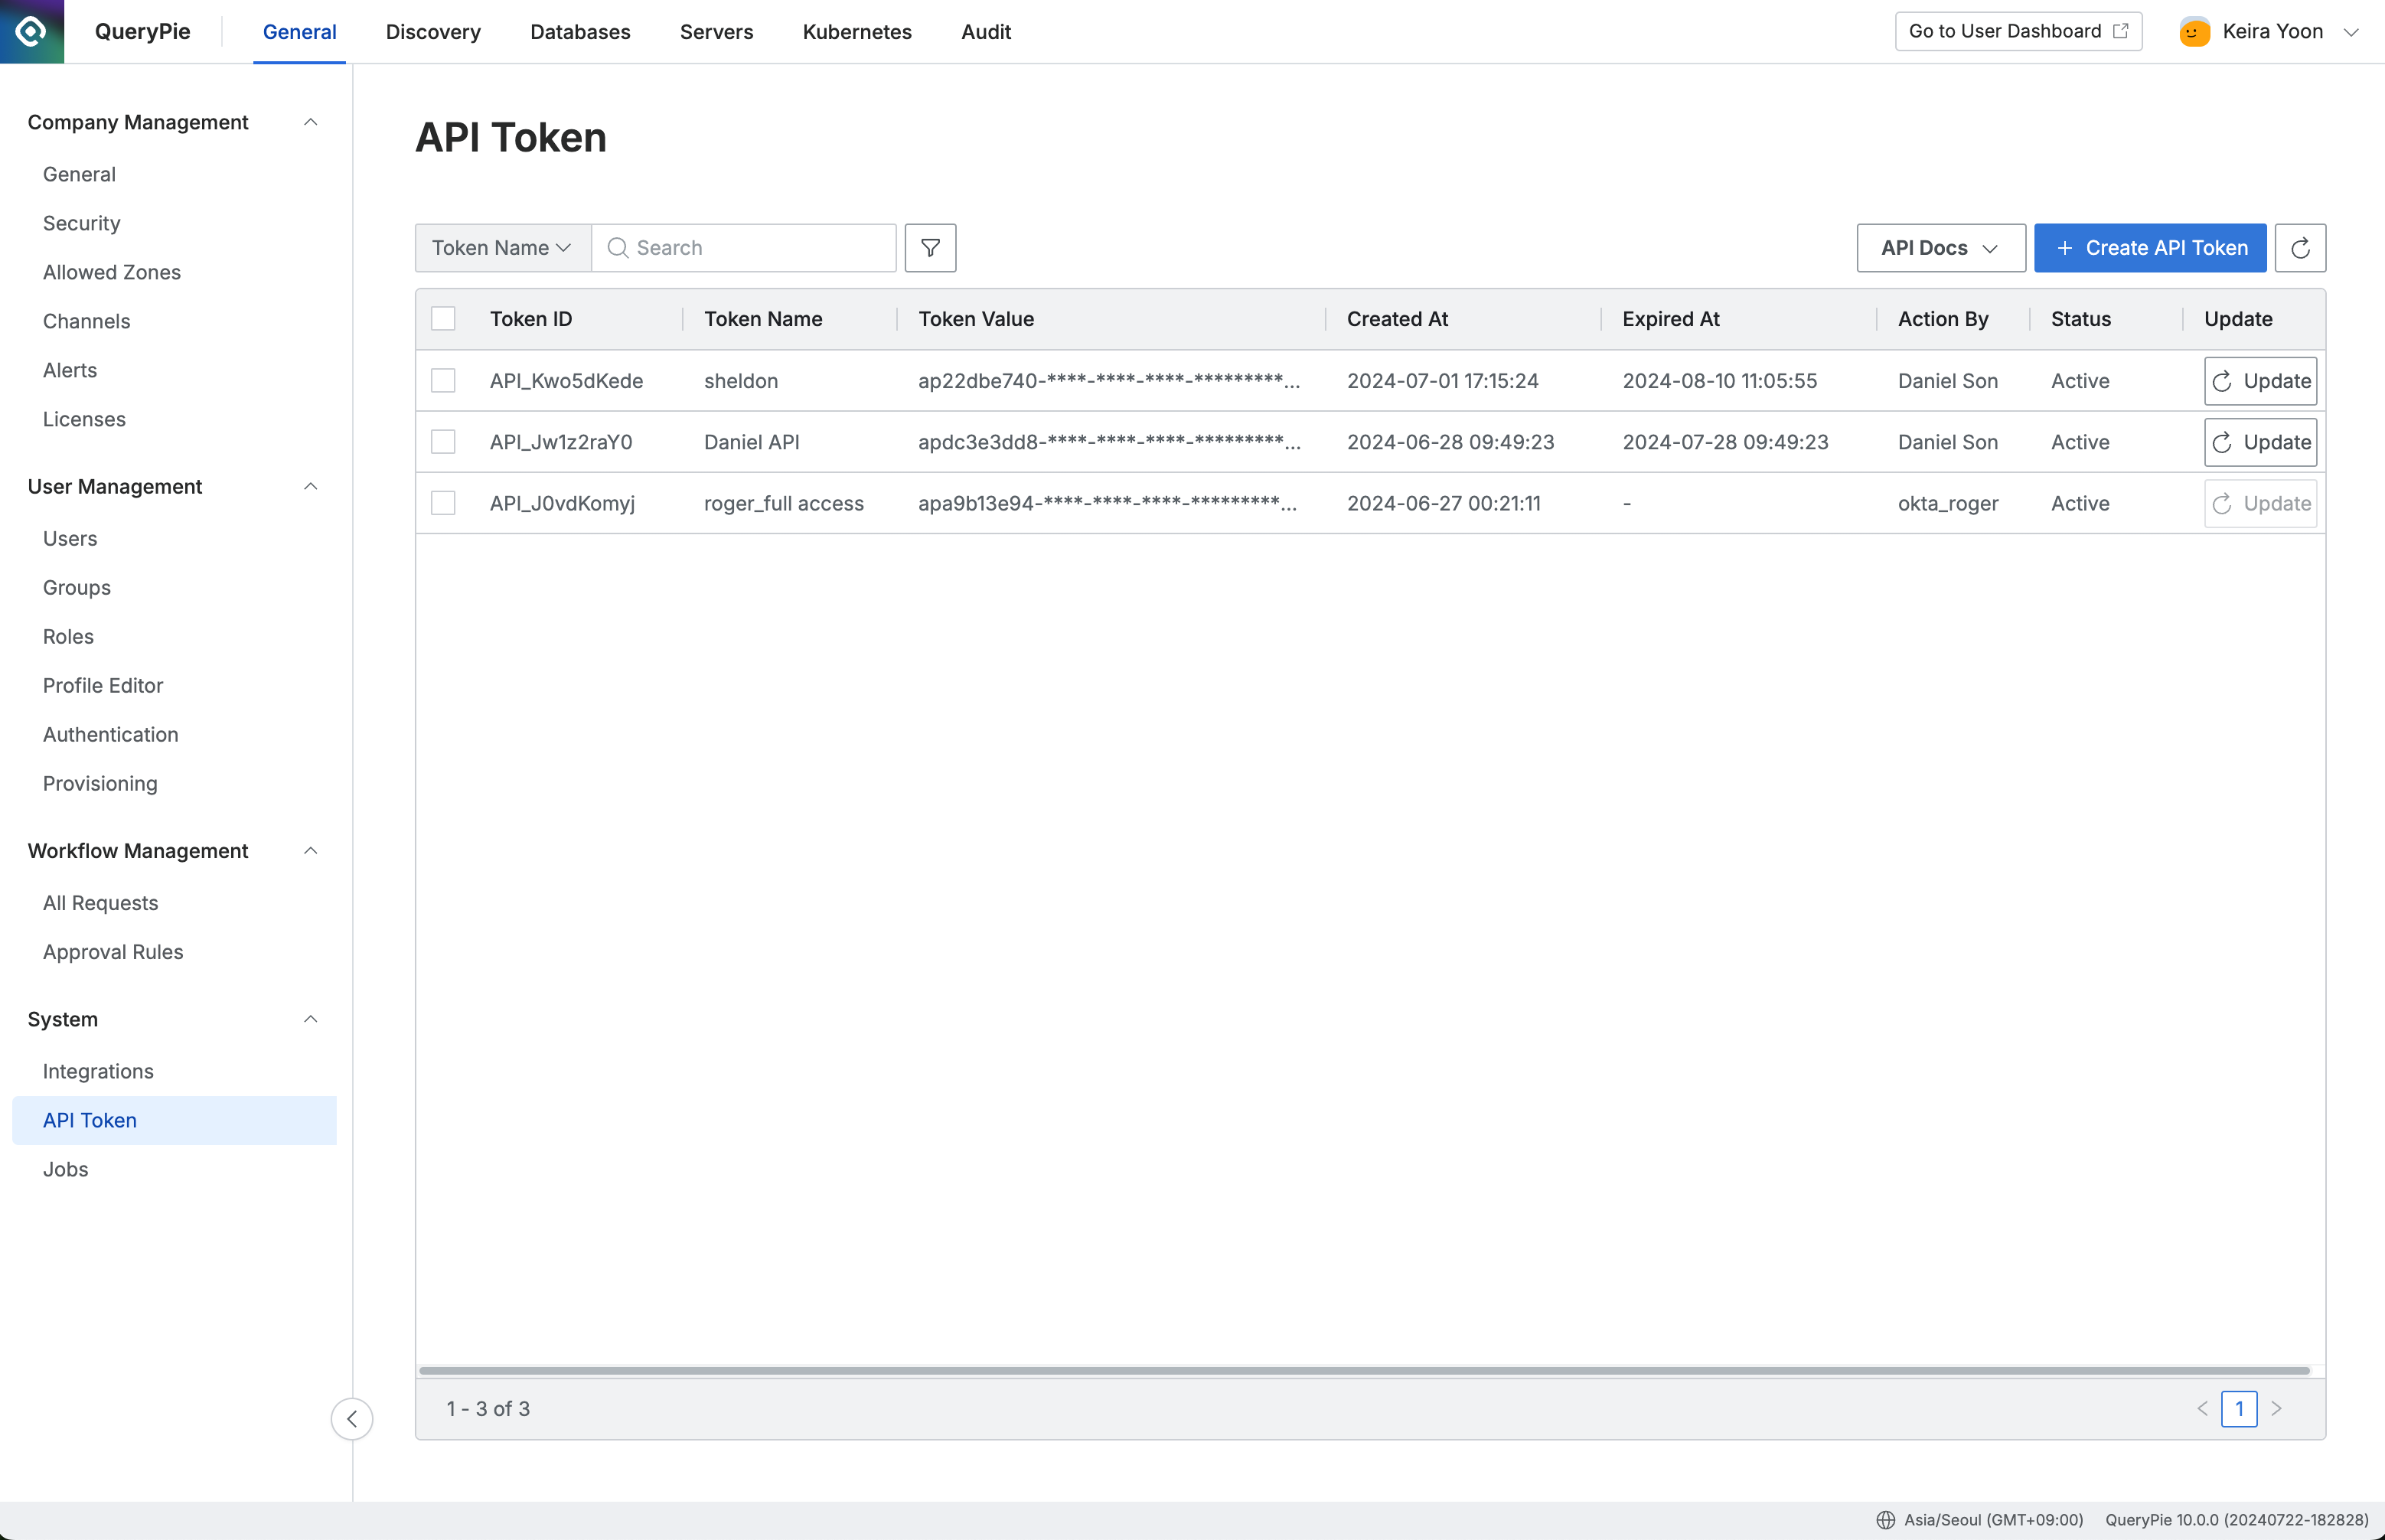 QueryPie General Discovery Databases Servers Kubernetes Audit Go to User Dashboard Keira Yoon
Company Management
General
Security
Allowed Zones
Channels
Alerts
Licenses
User Management
Users
Groups
Roles
Profile Editor
Authentication
Provisioning
Workflow Management
All Requests
Approval Rules
System
Integrations
API Token
Jobs
API Token
Token Name Search API Docs + Create API Token
Token ID Token Name Token Value Created At Expired At Action By Status Update
API_Kwo5dKede sheldon ap22dbe740-****-****-****-*********... 2024-07-01 17:15:24 2024-08-10 11:05:55 Daniel Son Active Update
API_Jw1z2raY0 Daniel API apdc3e3dd8-****-****-****-*********... 2024-06-28 09:49:23 2024-07-28 09:49:23 Daniel Son Active Update
API_J0vdKomyj roger_full access apa9b13e94-****-****-****-*********... 2024-06-27 00:21:11 - okta_roger Active Update
1 - 3 of 3 1
Asia/Seoul (GMT+09:00) QueryPie 10.0.0 (20240722-182828)